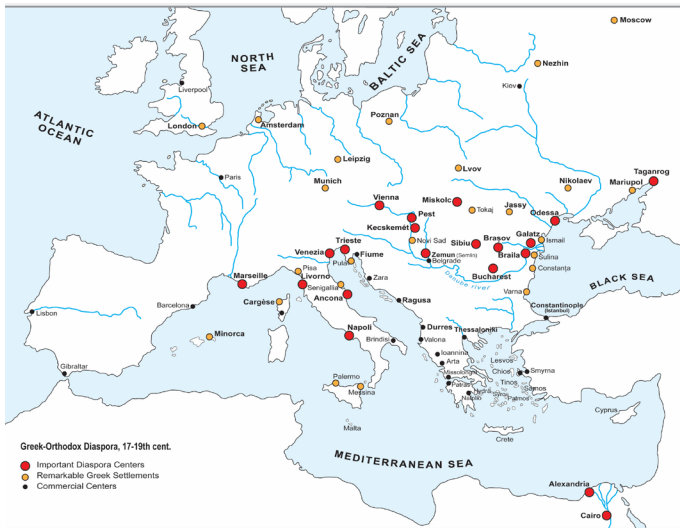 Moscow
NORTH
SEA
BALTIC SEA
Nezhin
Kiev
Liverpool
ATLANTIC
OCEAN
London
Amsterdam
Poznan
Leipzig
Lvov
Paris
Munich
Nikolaev
Mariupol
Taganrog
Vienna
Miskolc
Tokaj
Jassy
Odessa
Pest
Kecskemét
Novi Sad
Sibiu
Braşov
Galatz
Ismail
Trieste
Venezia
Fiume
Pula
Zemun (Semlin)
Belgrade
Braila
Sulina
Bucharest
Constanţa
Danube river
Varna
BLACK SEA
Marseille
Pisa
Livorno
Senigallia
Ancona
Zara
Ragusa
Constantinople
(Istanbul)
Barcelona
Cargèse
Lisbon
Minorca
Napoli
Brindisi
Durres
Valona
Thessaloniki
Ioannina
Arta
Lesvos
Chios
Smyrna
Gibraltar
Palermo
Messina
Missolonghi
Patras
Hydra
Nafplio
Tinos
Syros
Samos
Patmos
Malta
Crete
Cyprus
MEDITERRANEAN SEA
Alexandria
Cairo
Greek-Orthodox Diaspora, 17-19th cent.
Important Diaspora Centers
Remarkable Greek Settlements
Commercial Centers